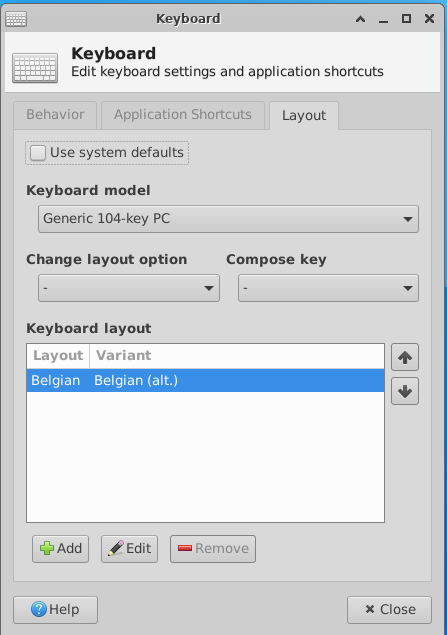 Keyboard
Keyboard
Edit keyboard settings and application shortcuts
Behavior
Application Shortcuts
Layout
Use system defaults
Keyboard model
Generic 104-key PC
Change layout option
Compose key
-
-
Keyboard layout
Layout
Variant
Belgian
Belgian (alt.)
Add
Edit
Remove
Help
Close